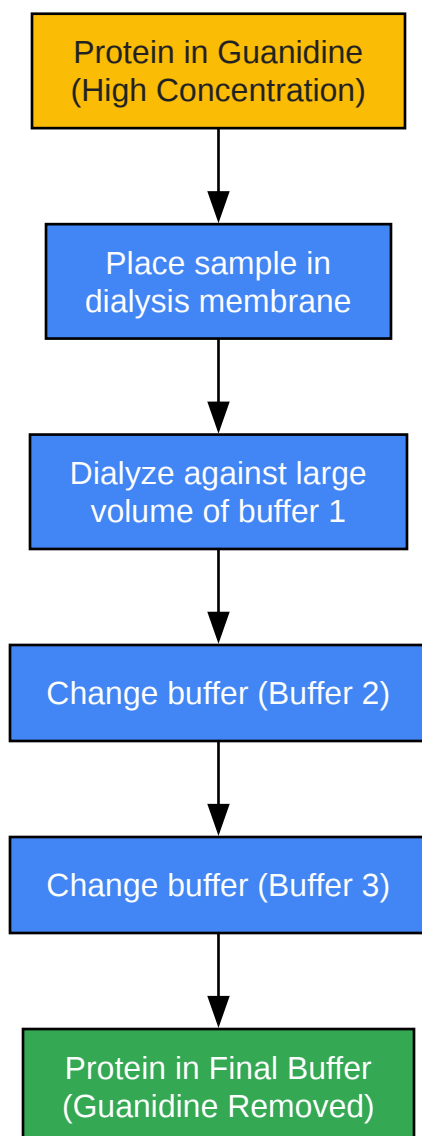 Protein in Guanidine
(High Concentration)
Place sample in
dialysis membrane
Dialyze against large
volume of buffer 1
Change buffer (Buffer 2)
Change buffer (Buffer 3)
Protein in Final Buffer
(Guanidine Removed)